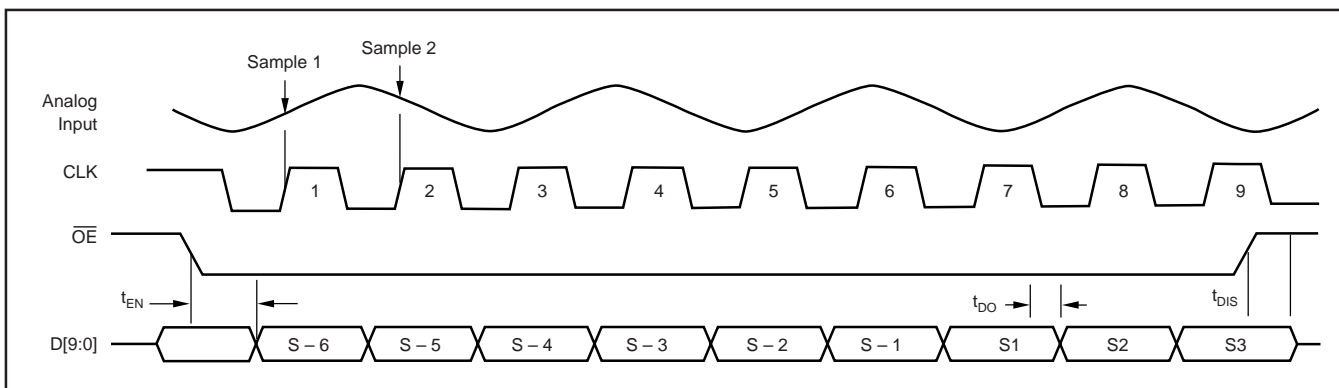 Sample 1
Sample 2
Analog
Input
CLK
1 2 3 4 5 6 7 8 9
OE
tEN
tDO
tDIS
D[9:0]
S – 6 S – 5 S – 4 S – 3 S – 2 S – 1 S1 S2 S3